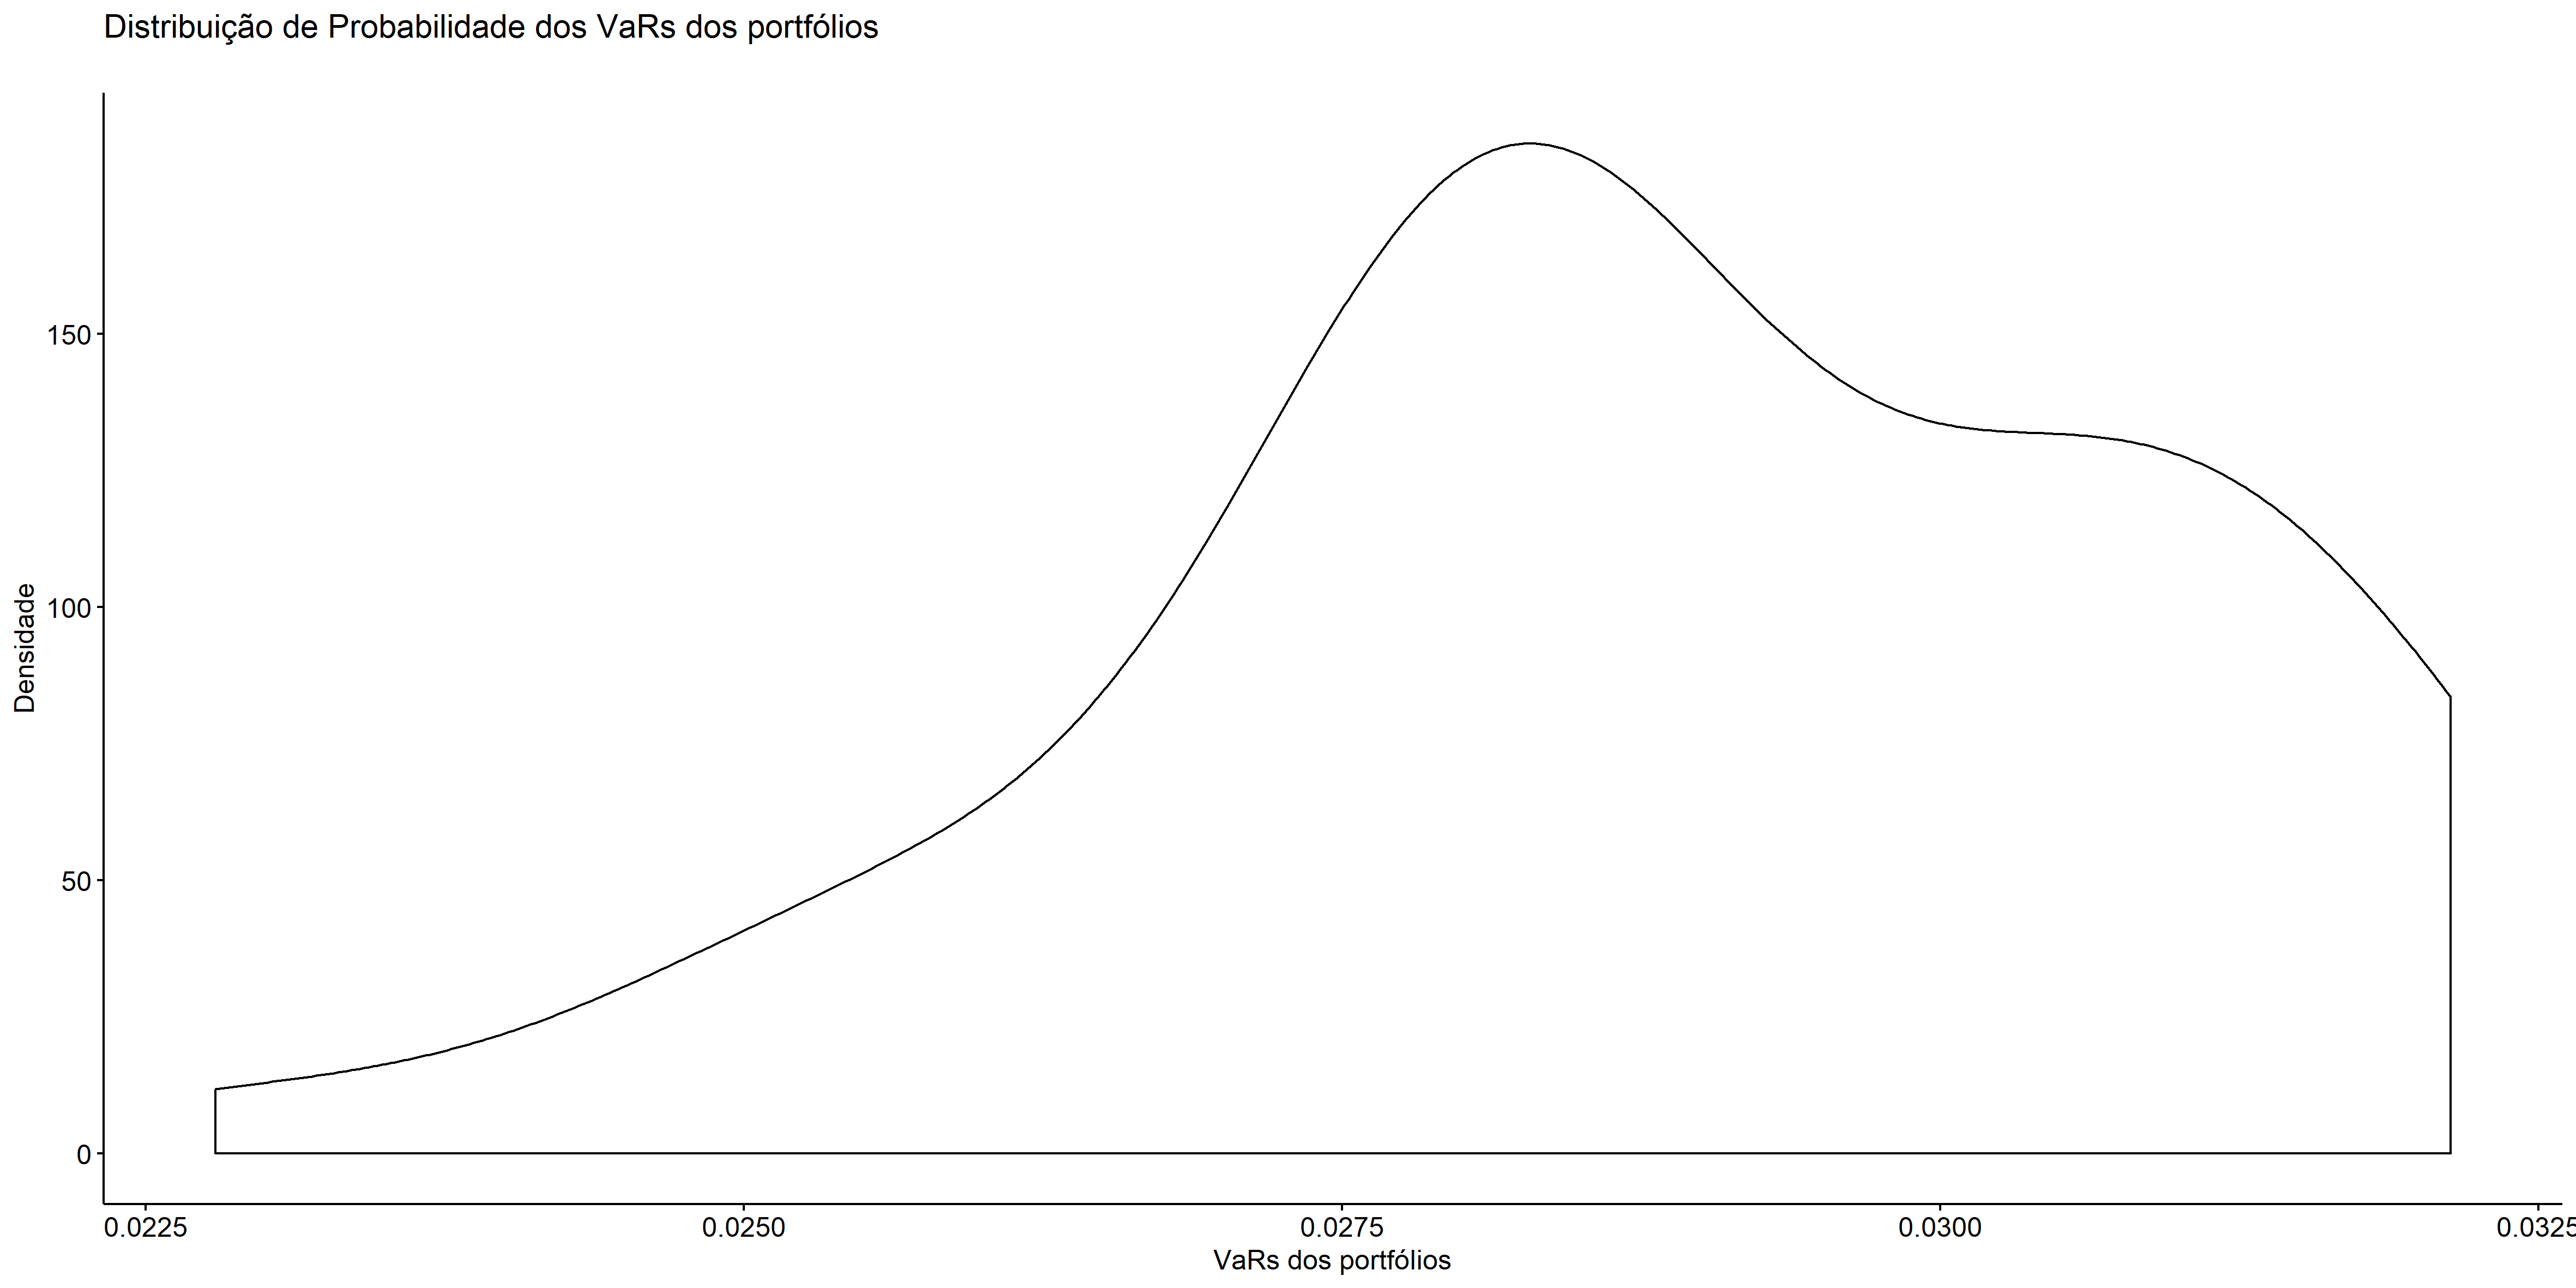 Distribuição de Probabilidade dos VaRs dos portfólios
Densidade
150
100
50
0
0.0225 0.0250 0.0275 0.0300 0.0325
VaRs dos portfólios